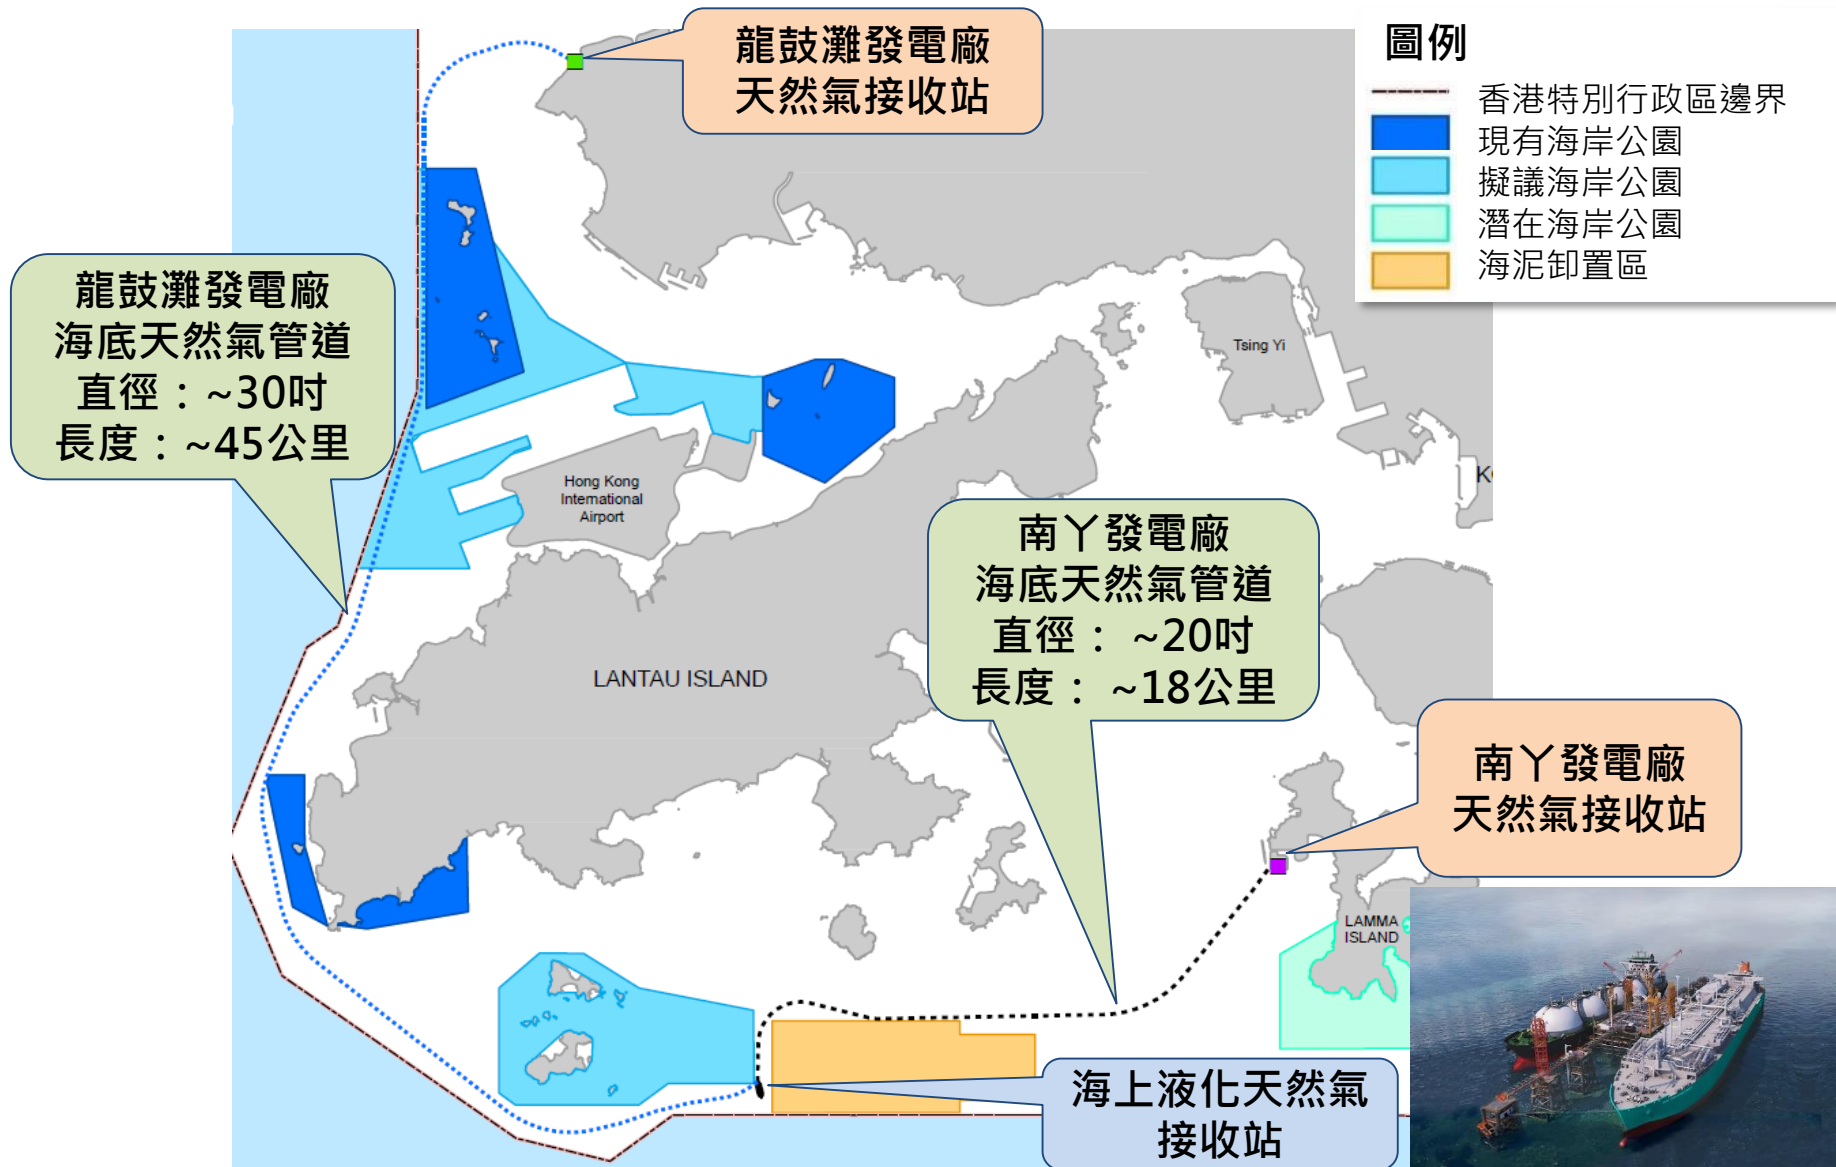 龍鼓灘發電廠
天然氣接收站
圖例
香港特別行政區邊界
現有海岸公園
擬議海岸公園
潛在海岸公園
海泥卸置區
龍鼓灘發電廠
海底天然氣管道
直徑：~30吋
長度：~45公里
Tsing Yi
Hong Kong
International
Airport
南丫發電廠
海底天然氣管道
直徑： ~20吋
長度： ~18公里
LANTAU ISLAND
南丫發電廠
天然氣接收站
LAMMA
ISLAND
海上液化天然氣
接收站